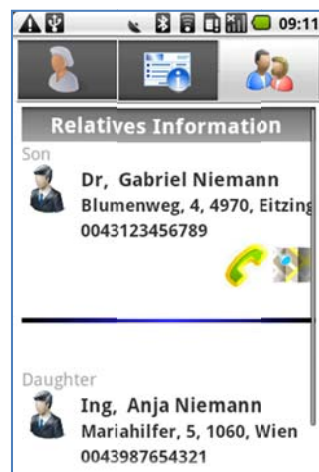 09:11
Relatives Information
Son
Dr, Gabriel Niemann
Blumenweg, 4, 4970, Eitzing
0043123456789
Daughter
Ing, Anja Niemann
Mariahilfer, 5, 1060, Wien
0043987654321